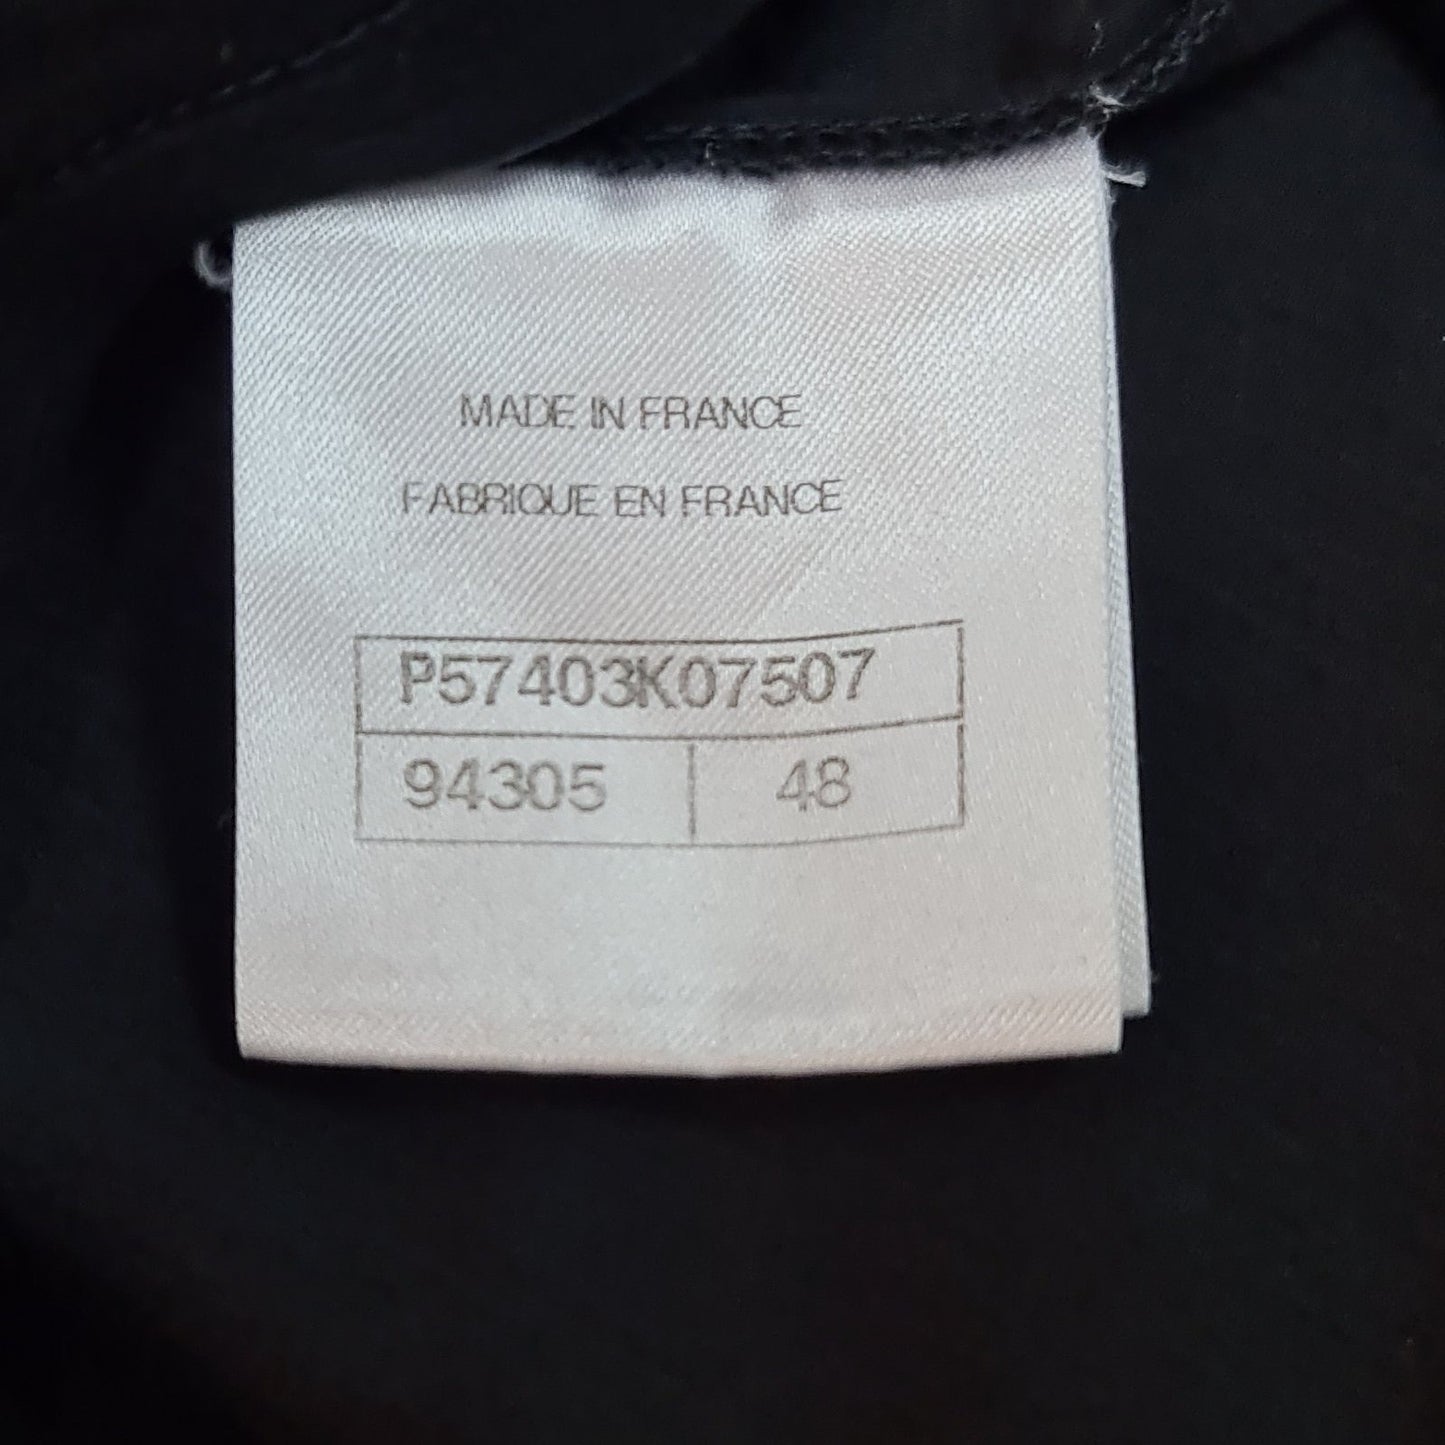 MADE IN FRANCE
FABRIQUE EN FRANCE
P57403K07507
94305 48